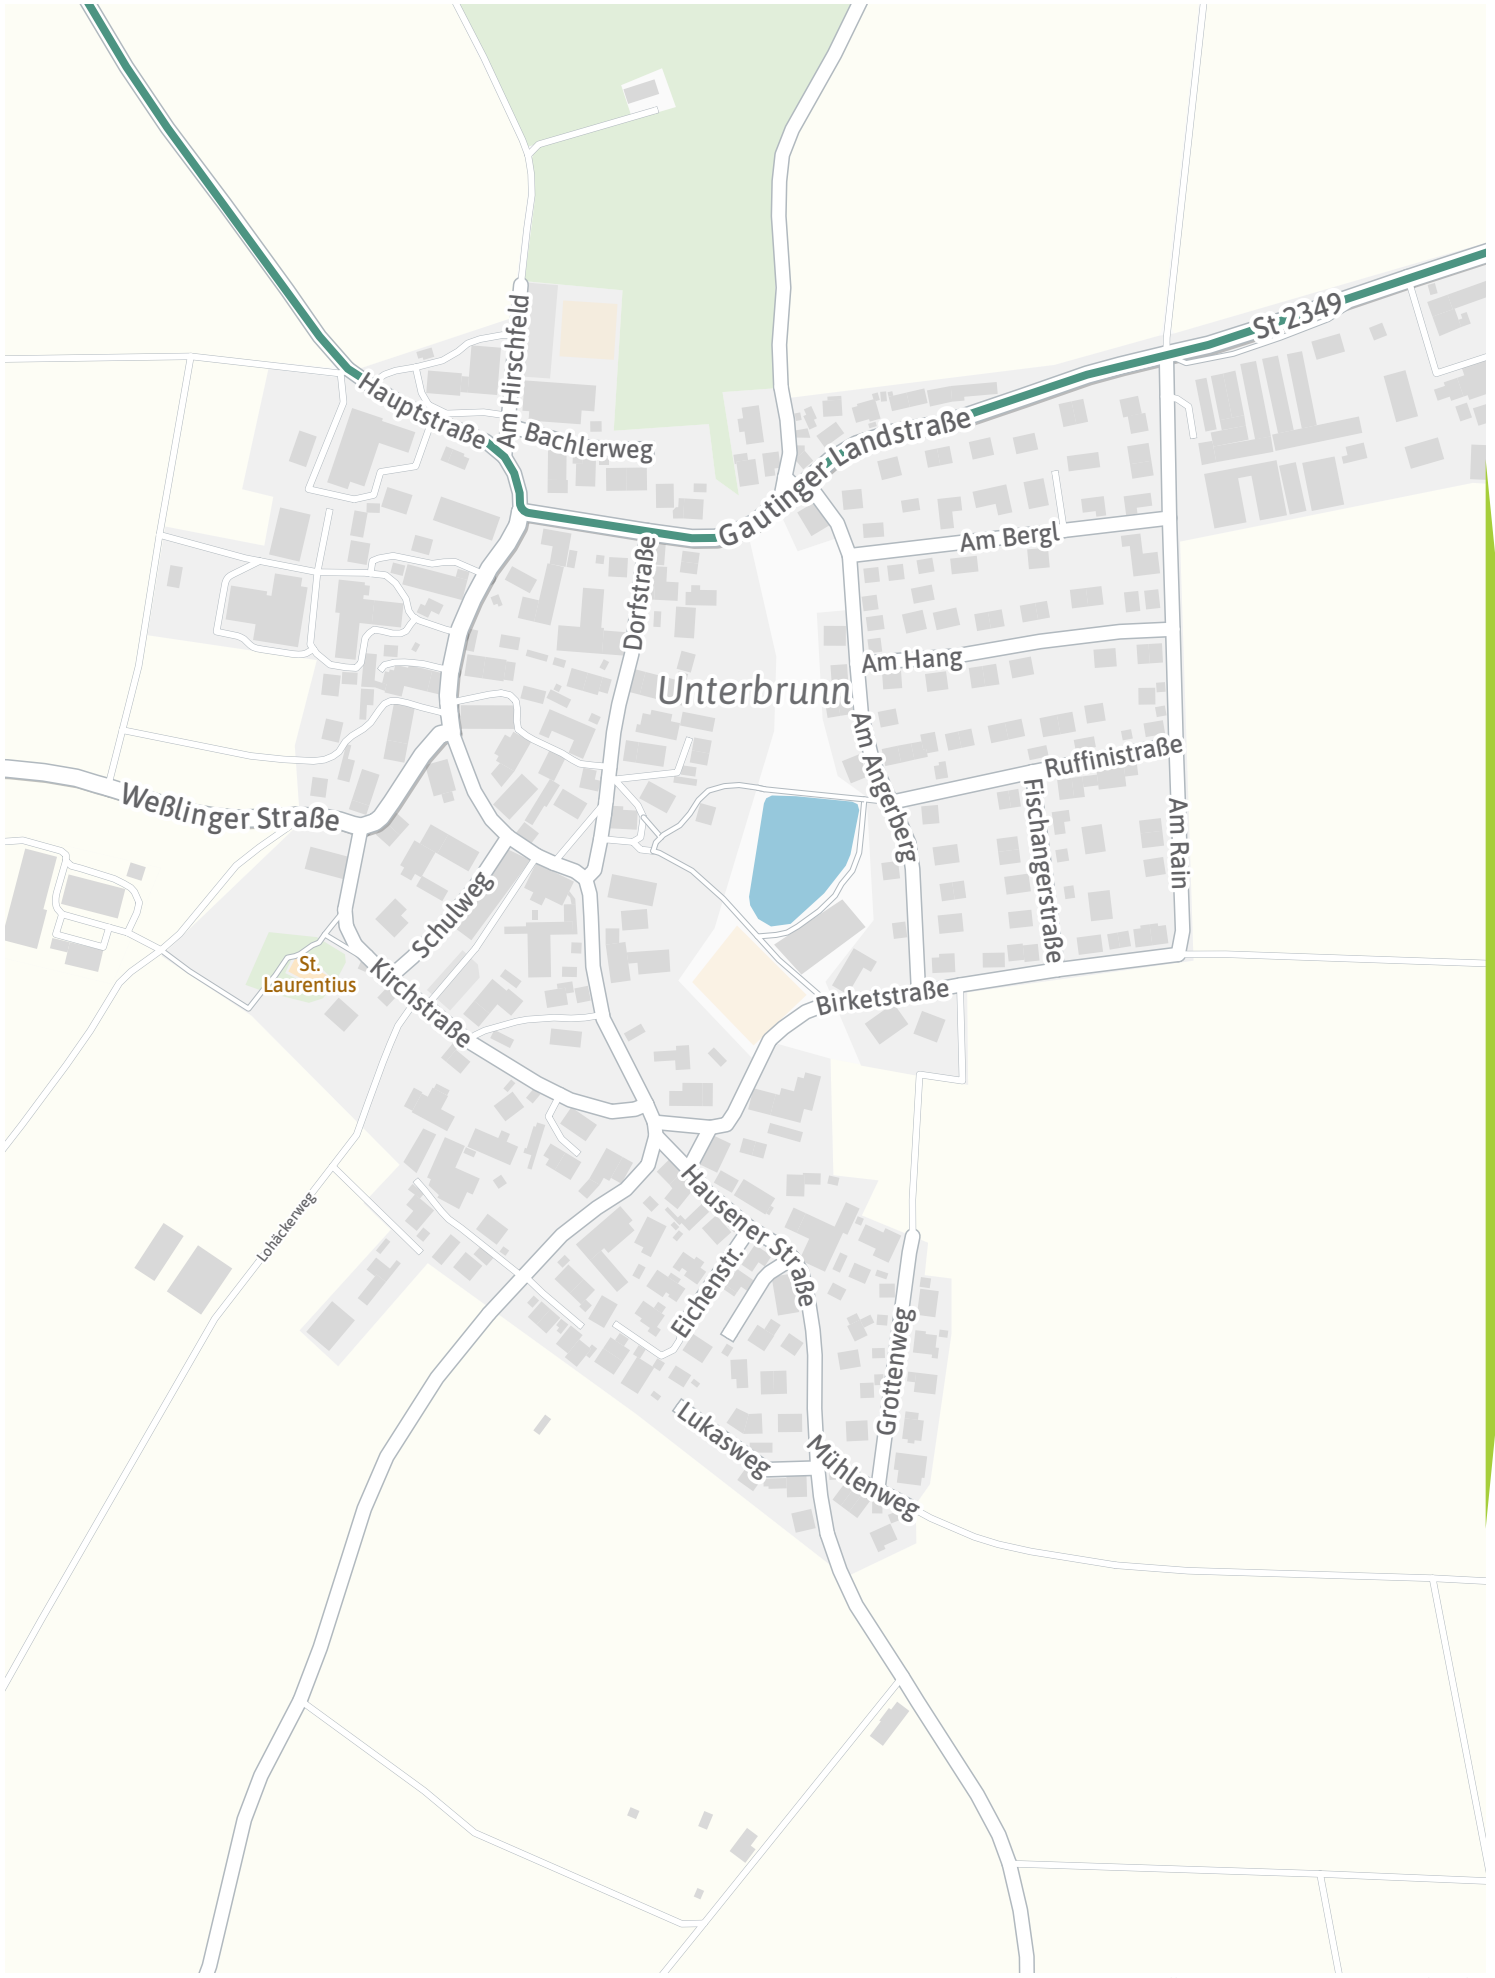 St 2349
Am Hirschfeld
Hauptstraße
Bachlerweg
Gautinger Landstraße
Am Bergl
Dorfstraße
Am Hang
Unterbrunn
Am Angerberg
Ruffinistraße
Weßlinger Straße
Fischangerstraße
Am Rain
Schulweg
St.
Laurentius
Kirchstraße
Birketstraße
Lohäckerweg
Hausener Straße
Eichenstr.
Grottenweg
Lukasweg
Mühlenweg